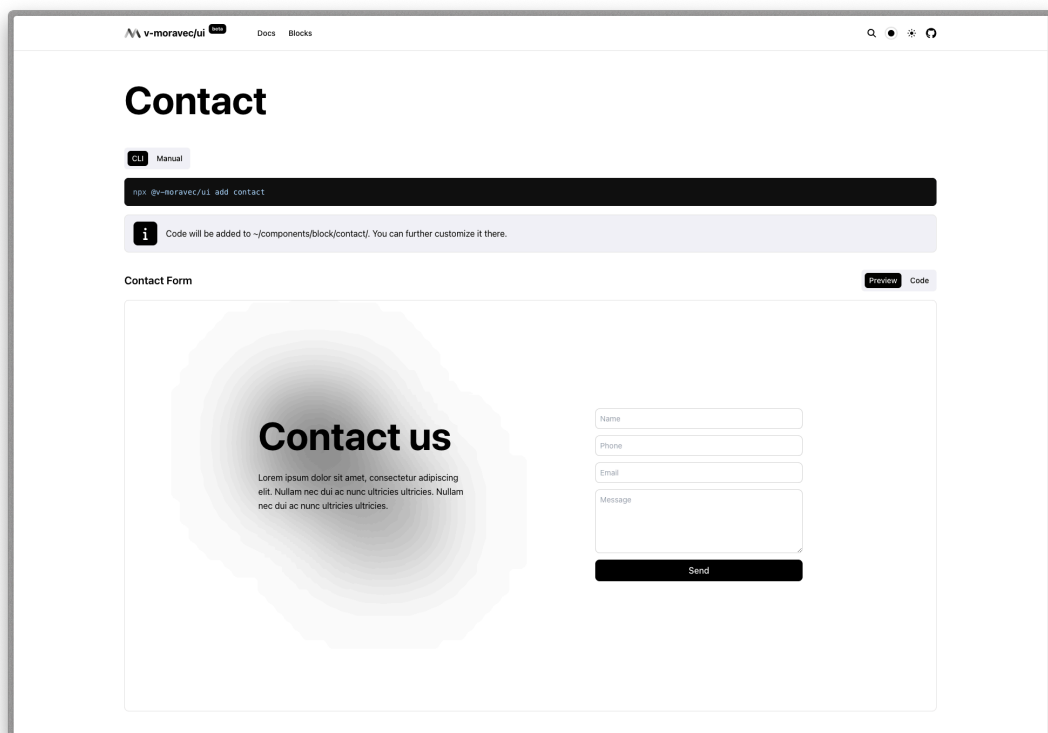 v-moravec/ui beta
Docs Blocks
Contact
CLI Manual
npx @v-moravec/ui add contact
i Code will be added to ~/components/block/contact/. You can further customize it there.
Contact Form
Preview Code
Contact us
Lorem ipsum dolor sit amet, consectetur adipiscing
elit. Nullam nec dui ac nunc ultricies ultricies. Nullam
nec dui ac nunc ultricies ultricies.
Name
Phone
Email
Message
Send